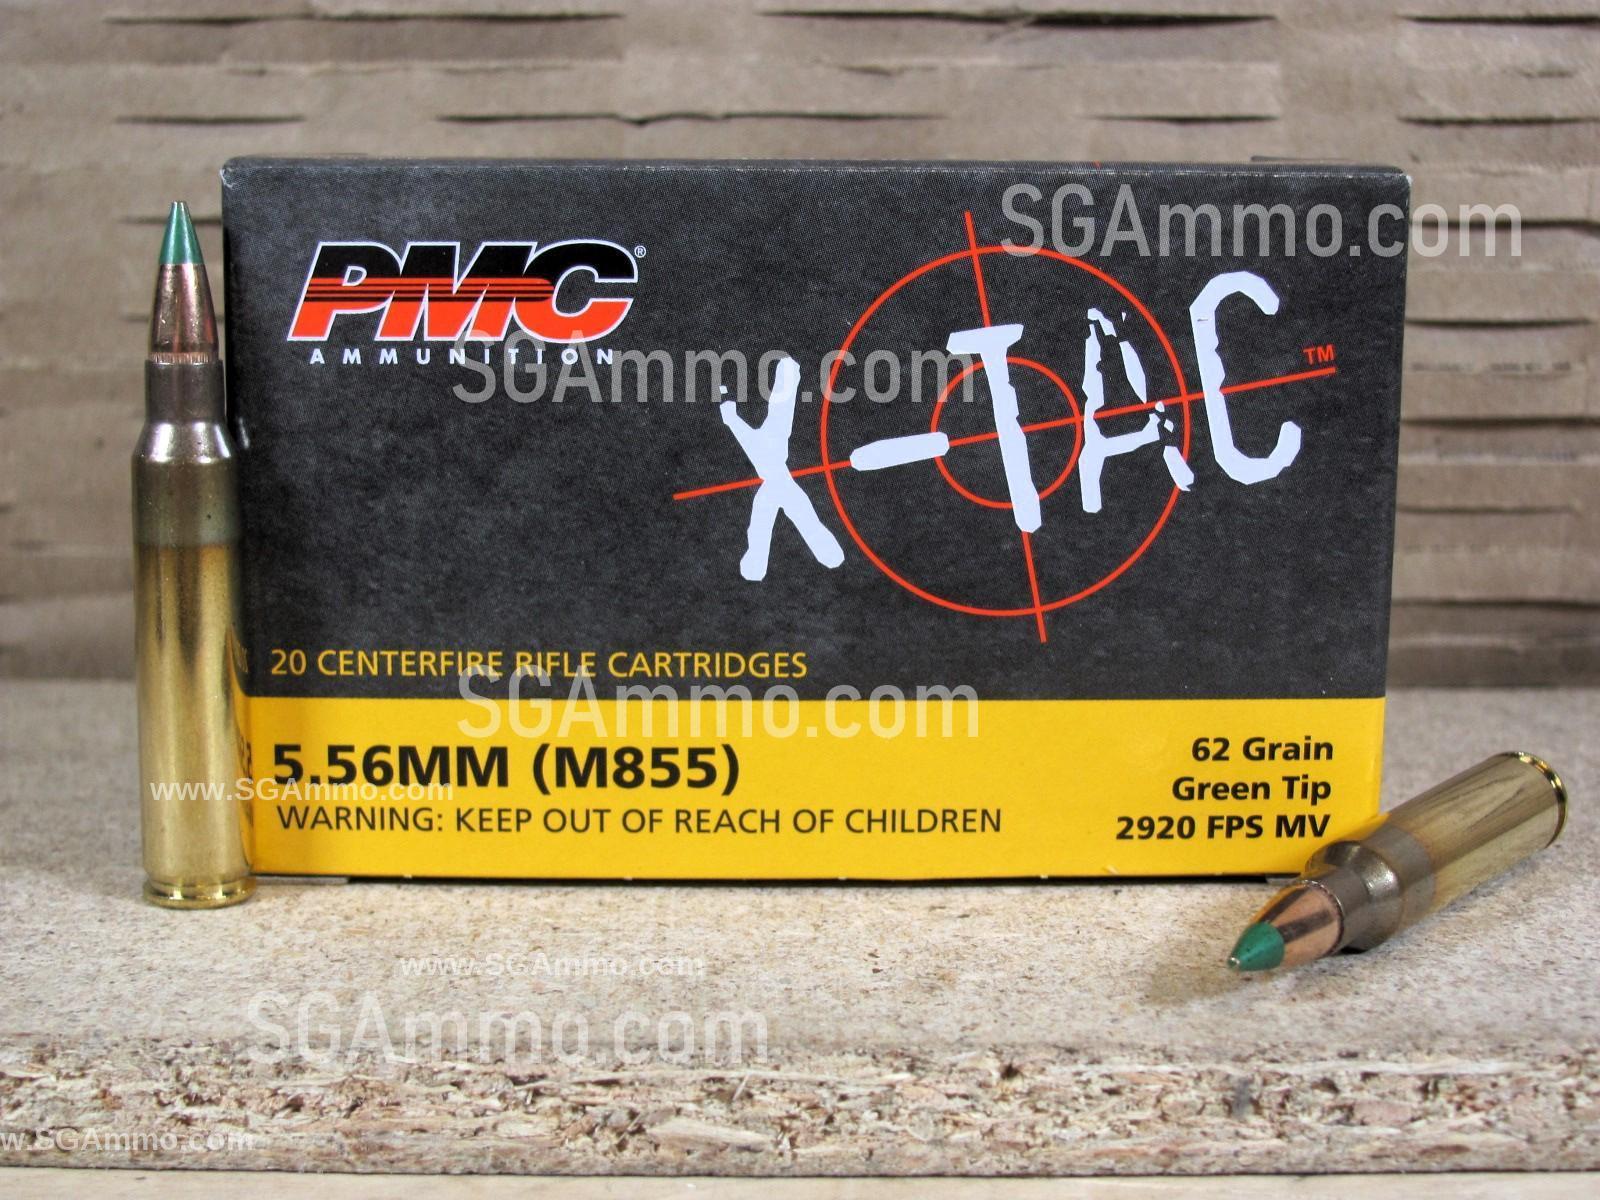 SGAmmo.com
PMC®
AMMUNITION
SGAmmo.com
X-TAC™
20 CENTERFIRE RIFLE CARTRIDGES
SGAmmo.com
5.56MM (M855)
www.SGAmmo.com
WARNING: KEEP OUT OF REACH OF CHILDREN
62 Grain
Green Tip
2920 FPS MV
www.SGAmmo.com
SGAmmo.com
w.SGAmmo.com